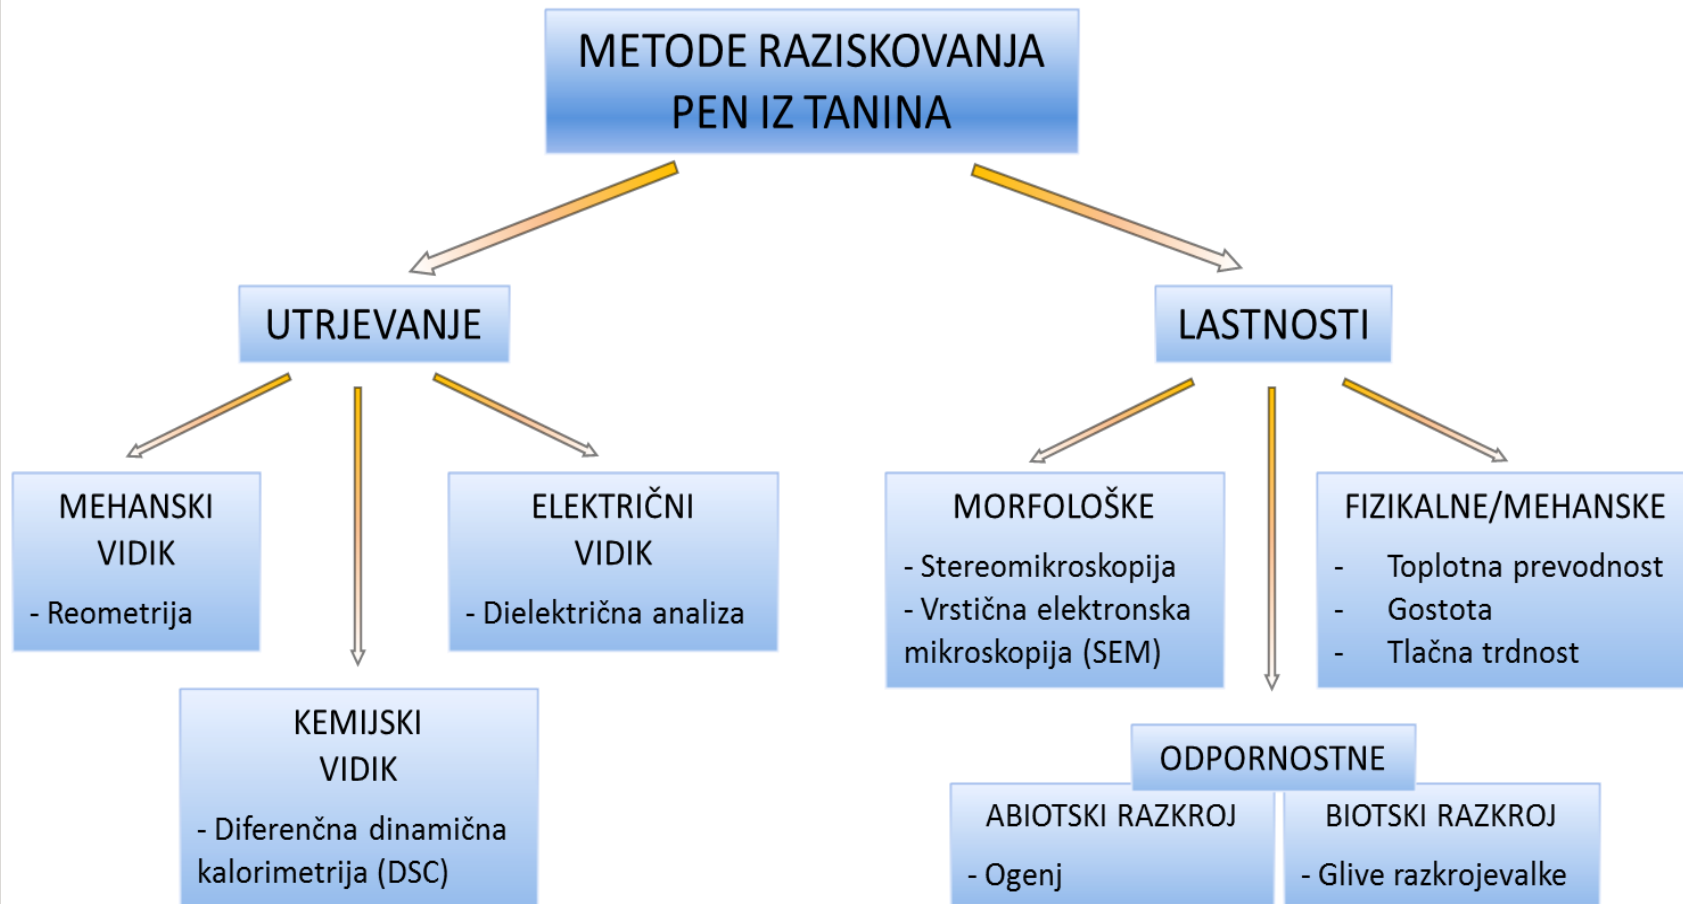 METODE RAZISKOVANJA
PEN IZ TANINA
UTRJEVANJE
LASTNOSTI
MEHANSKI
VIDIK
- Reometrija
ELEKTRIČNI
VIDIK
- Dielektrična analiza
KEMIJSKI
VIDIK
- Diferenčna dinamična
kalorimetrija (DSC)
MORFOLOŠKE
- Stereomikroskopija
- Vrstična elektronska
mikroskopija (SEM)
FIZIKALNE/MEHANSKE
- Toplotna prevodnost
- Gostota
- Tlačna trdnost
ODPORNOSTNE
ABIOTSKI RAZKROJ
- Ogenj
BIOTSKI RAZKROJ
- Glive razkrojevalke